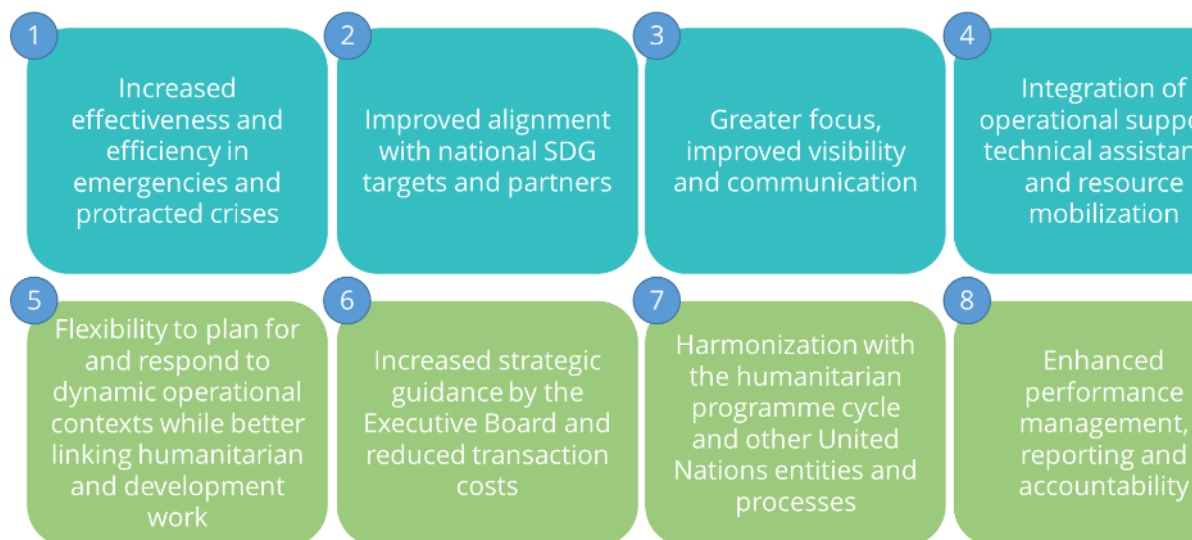 1
Increased
effectiveness and
efficiency in
emergencies and
protracted crises
2
Improved alignment
with national SDG
targets and partners
3
Greater focus,
improved visibility
and communication
4
Integration of
operational
technical
and resource
mobilization
5
Flexibility to plan for
and respond to
dynamic operational
contexts while better
linking humanitarian
and development
work
6
Increased strategic
guidance by the
Executive Board and
reduced transaction
costs
7
Harmonization with
the humanitarian
programme cycle
and other United
Nations entities and
processes
8
Enhanced
performance
management,
reporting and
accountability